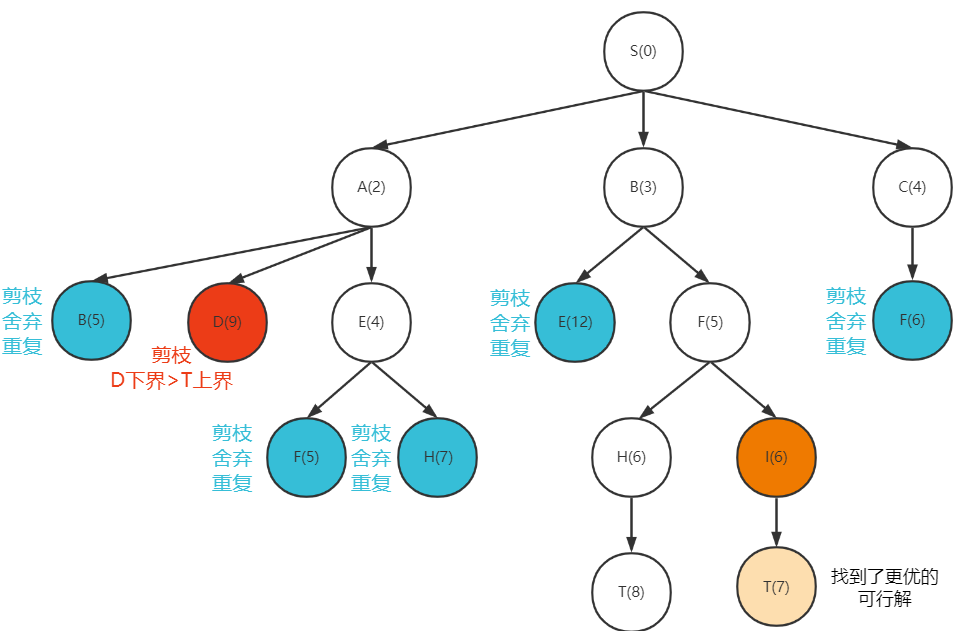 S(0)
A(2)
B(3)
C(4)
剪枝
舍弃
重复
B(5)
D(9)
剪枝
D下界>T上界
E(4)
剪枝
舍弃
重复
E(12)
F(5)
剪枝
舍弃
重复
F(6)
剪枝
舍弃
重复
F(5)
剪枝
舍弃
重复
H(7)
H(6)
I(6)
T(8)
T(7)
找到了更优的
可行解